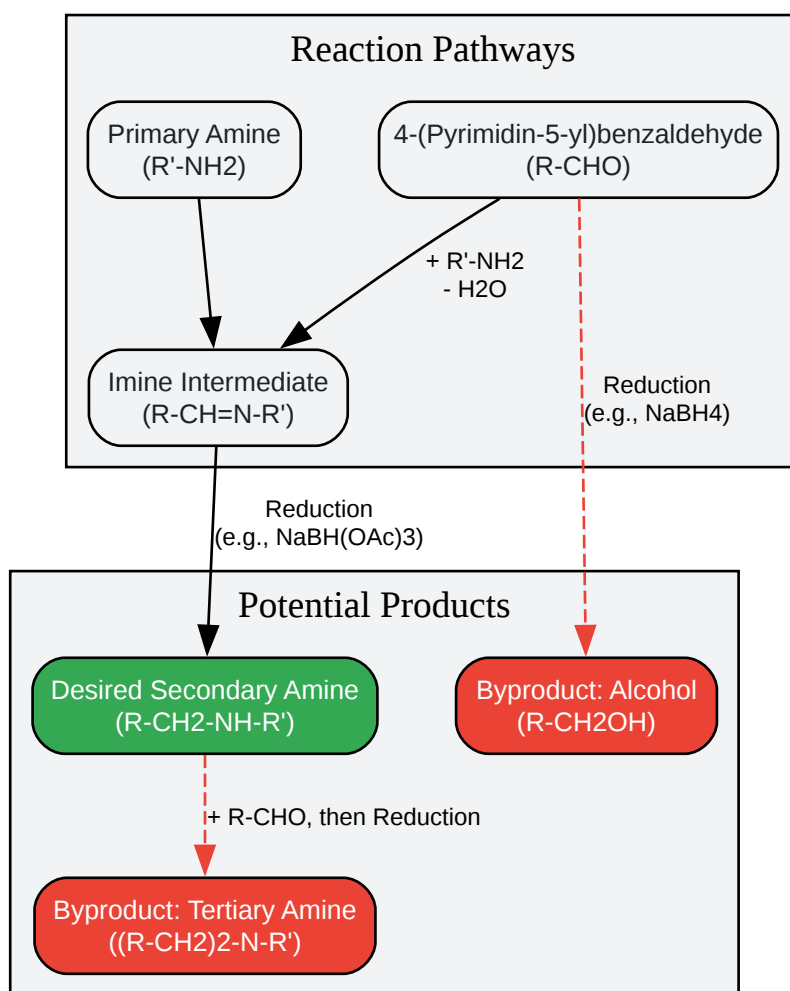 Reaction Pathways
Primary Amine
(R'-NH2)
4-(Pyrimidin-5-yl)benzaldehyde
(R-CHO)
+ R'-NH2
- H2O
Imine Intermediate
(R-CH=N-R')
Reduction
(e.g., NaBH4)
Reduction
(e.g., NaBH(OAc)3)
Potential Products
Desired Secondary Amine
(R-CH2-NH-R')
Byproduct: Alcohol
(R-CH2OH)
+ R-CHO, then Reduction
Byproduct: Tertiary Amine
((R-CH2)2-N-R')